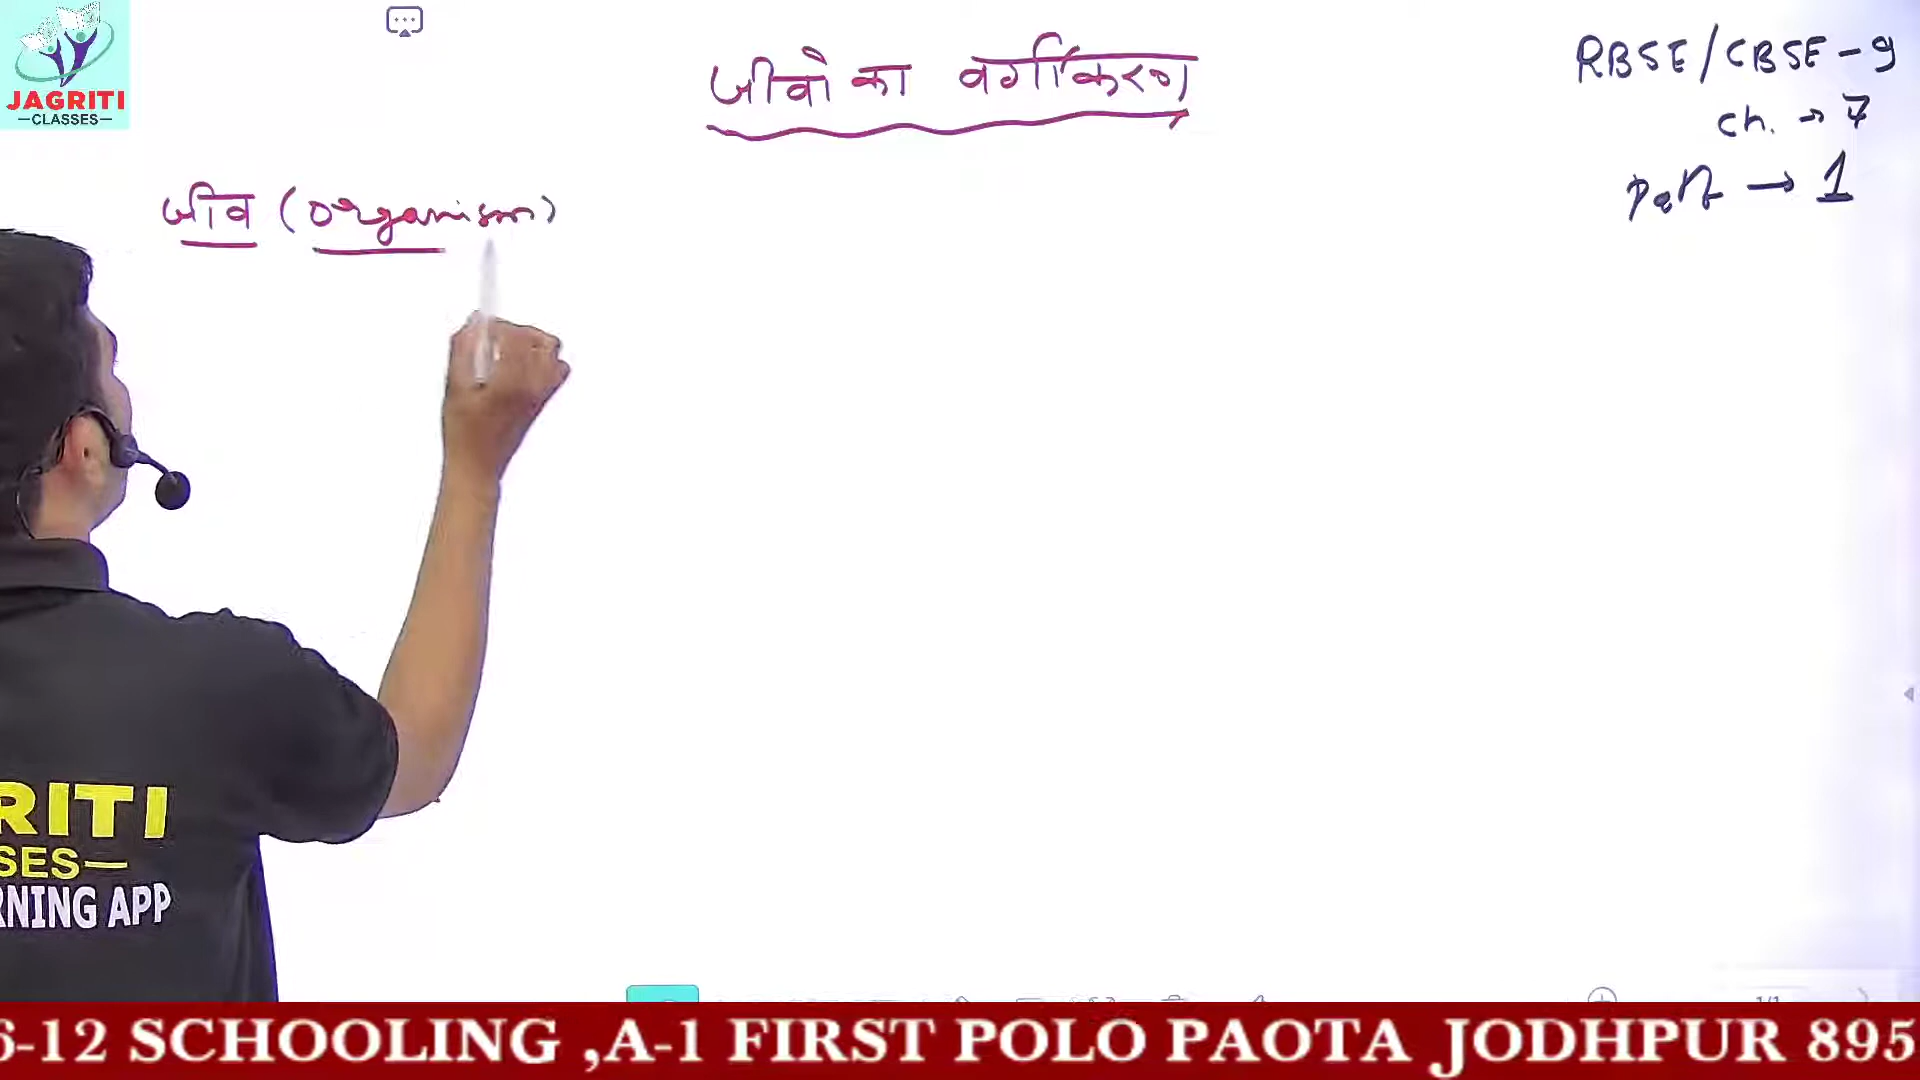 JAGRITI
CLASSES
जीवो का वर्गीकरण
RBSE/CBSE-9
ch. → 7
Part → 1
जीव (organism)
RITI
SES
RNING APP
6-12 SCHOOLING ,A-1 FIRST POLO PAOTA JODHPUR 895